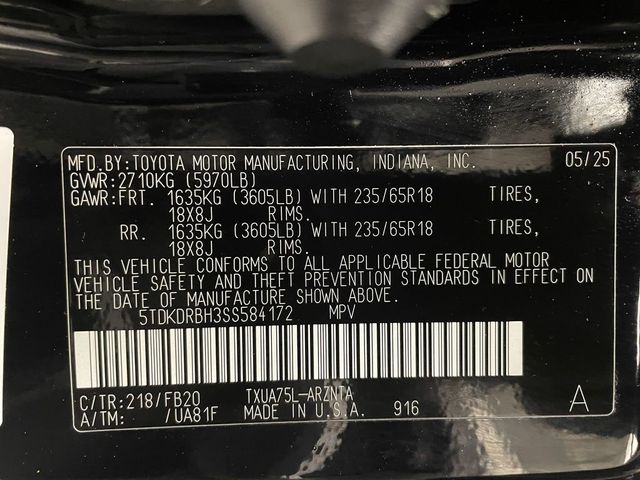 MFD.BY:TOYOTA MOTOR MANUFACTURING, INDIANA, INC. 05/25
GVWR:2710KG (5970LB)
GAWR:FRT. 1635KG (3605LB) WITH 235/65R18 TIRES,
18X8J RIMS.
RR. 1635KG (3605LB) WITH 235/65R18 TIRES,
18X8J RIMS.
THIS VEHICLE CONFORMS TO ALL APPLICABLE FEDERAL MOTOR
VEHICLE SAFETY AND THEFT PREVENTION STANDARDS IN EFFECT ON
THE DATE OF MANUFACTURE SHOWN ABOVE.
5TDKDRBH3SS584172 MPV
C/TR:218/FB20 TXUA75L-ARZNTA
A/TM: /UA81F MADE IN U.S.A. 916 A